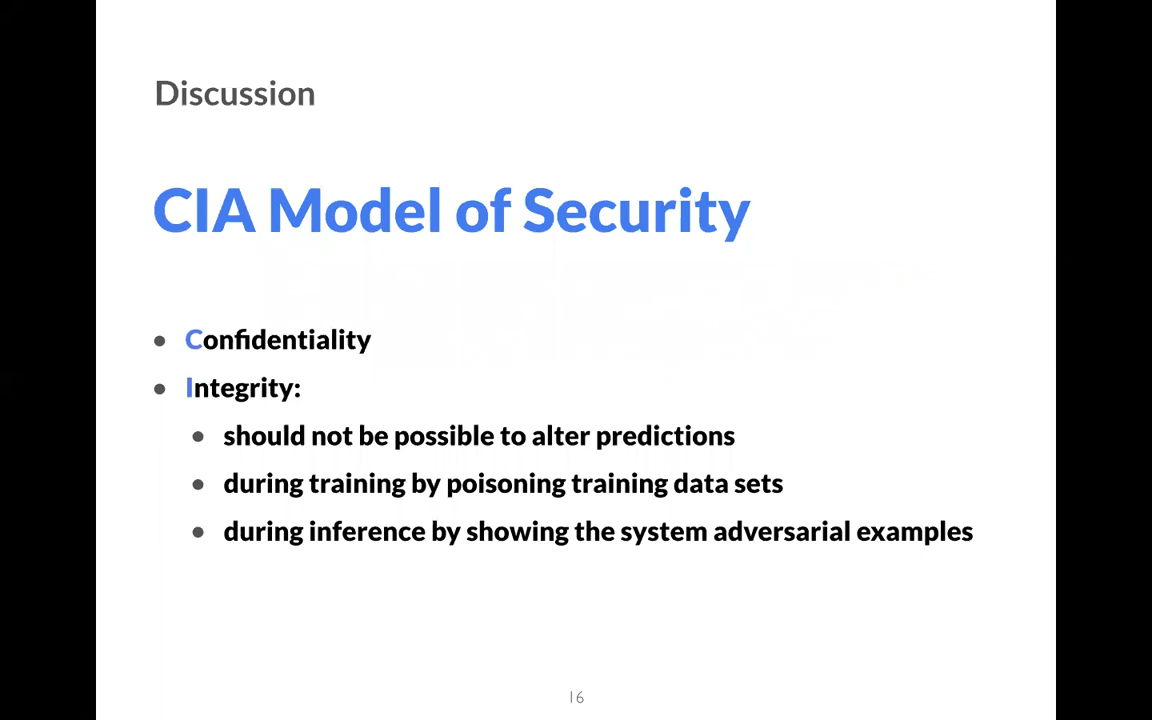 Discussion
CIA Model of Security
• Confidentiality
• Integrity:
• should not be possible to alter predictions
• during training by poisoning training data sets
• during inference by showing the system adversarial examples
16